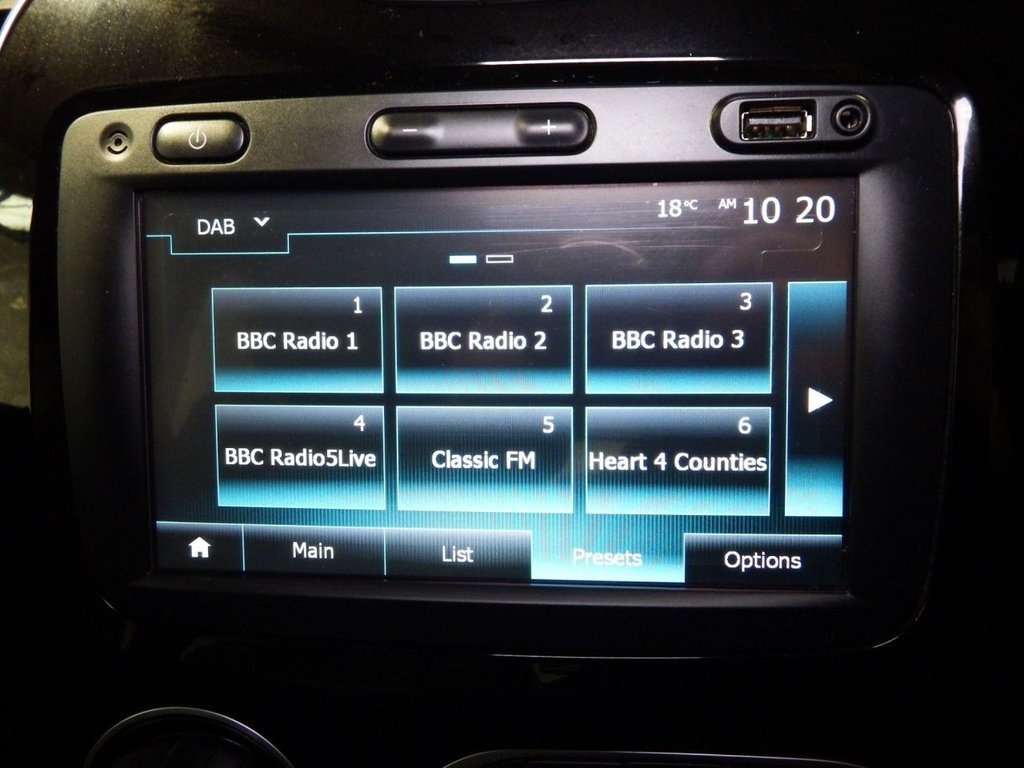 DAB
18°C AM 10 20
1 2 3
BBC Radio 1 BBC Radio 2 BBC Radio 3
4 5 6
BBC Radio5Live Classic FM Heart 4 Counties
Main List Presets Options